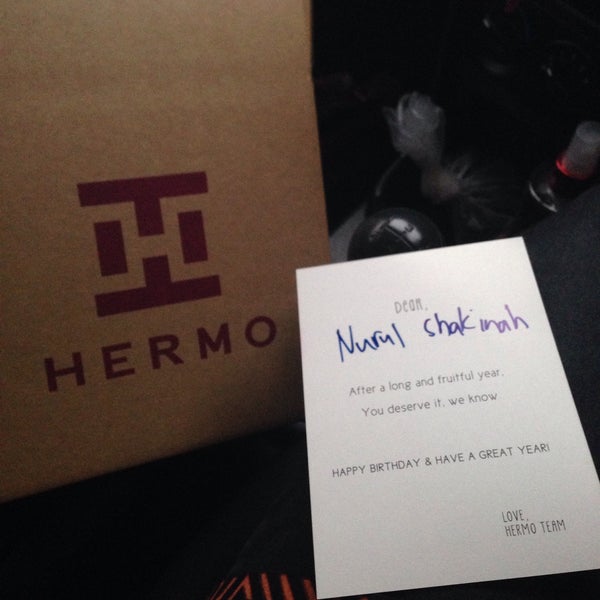 HERMO
Dear,
Nurul Shakinah
After a long and fruitful year,
You deserve it, we know
HAPPY BIRTHDAY & HAVE A GREAT YEAR!
LOVE,
HERMO TEAM